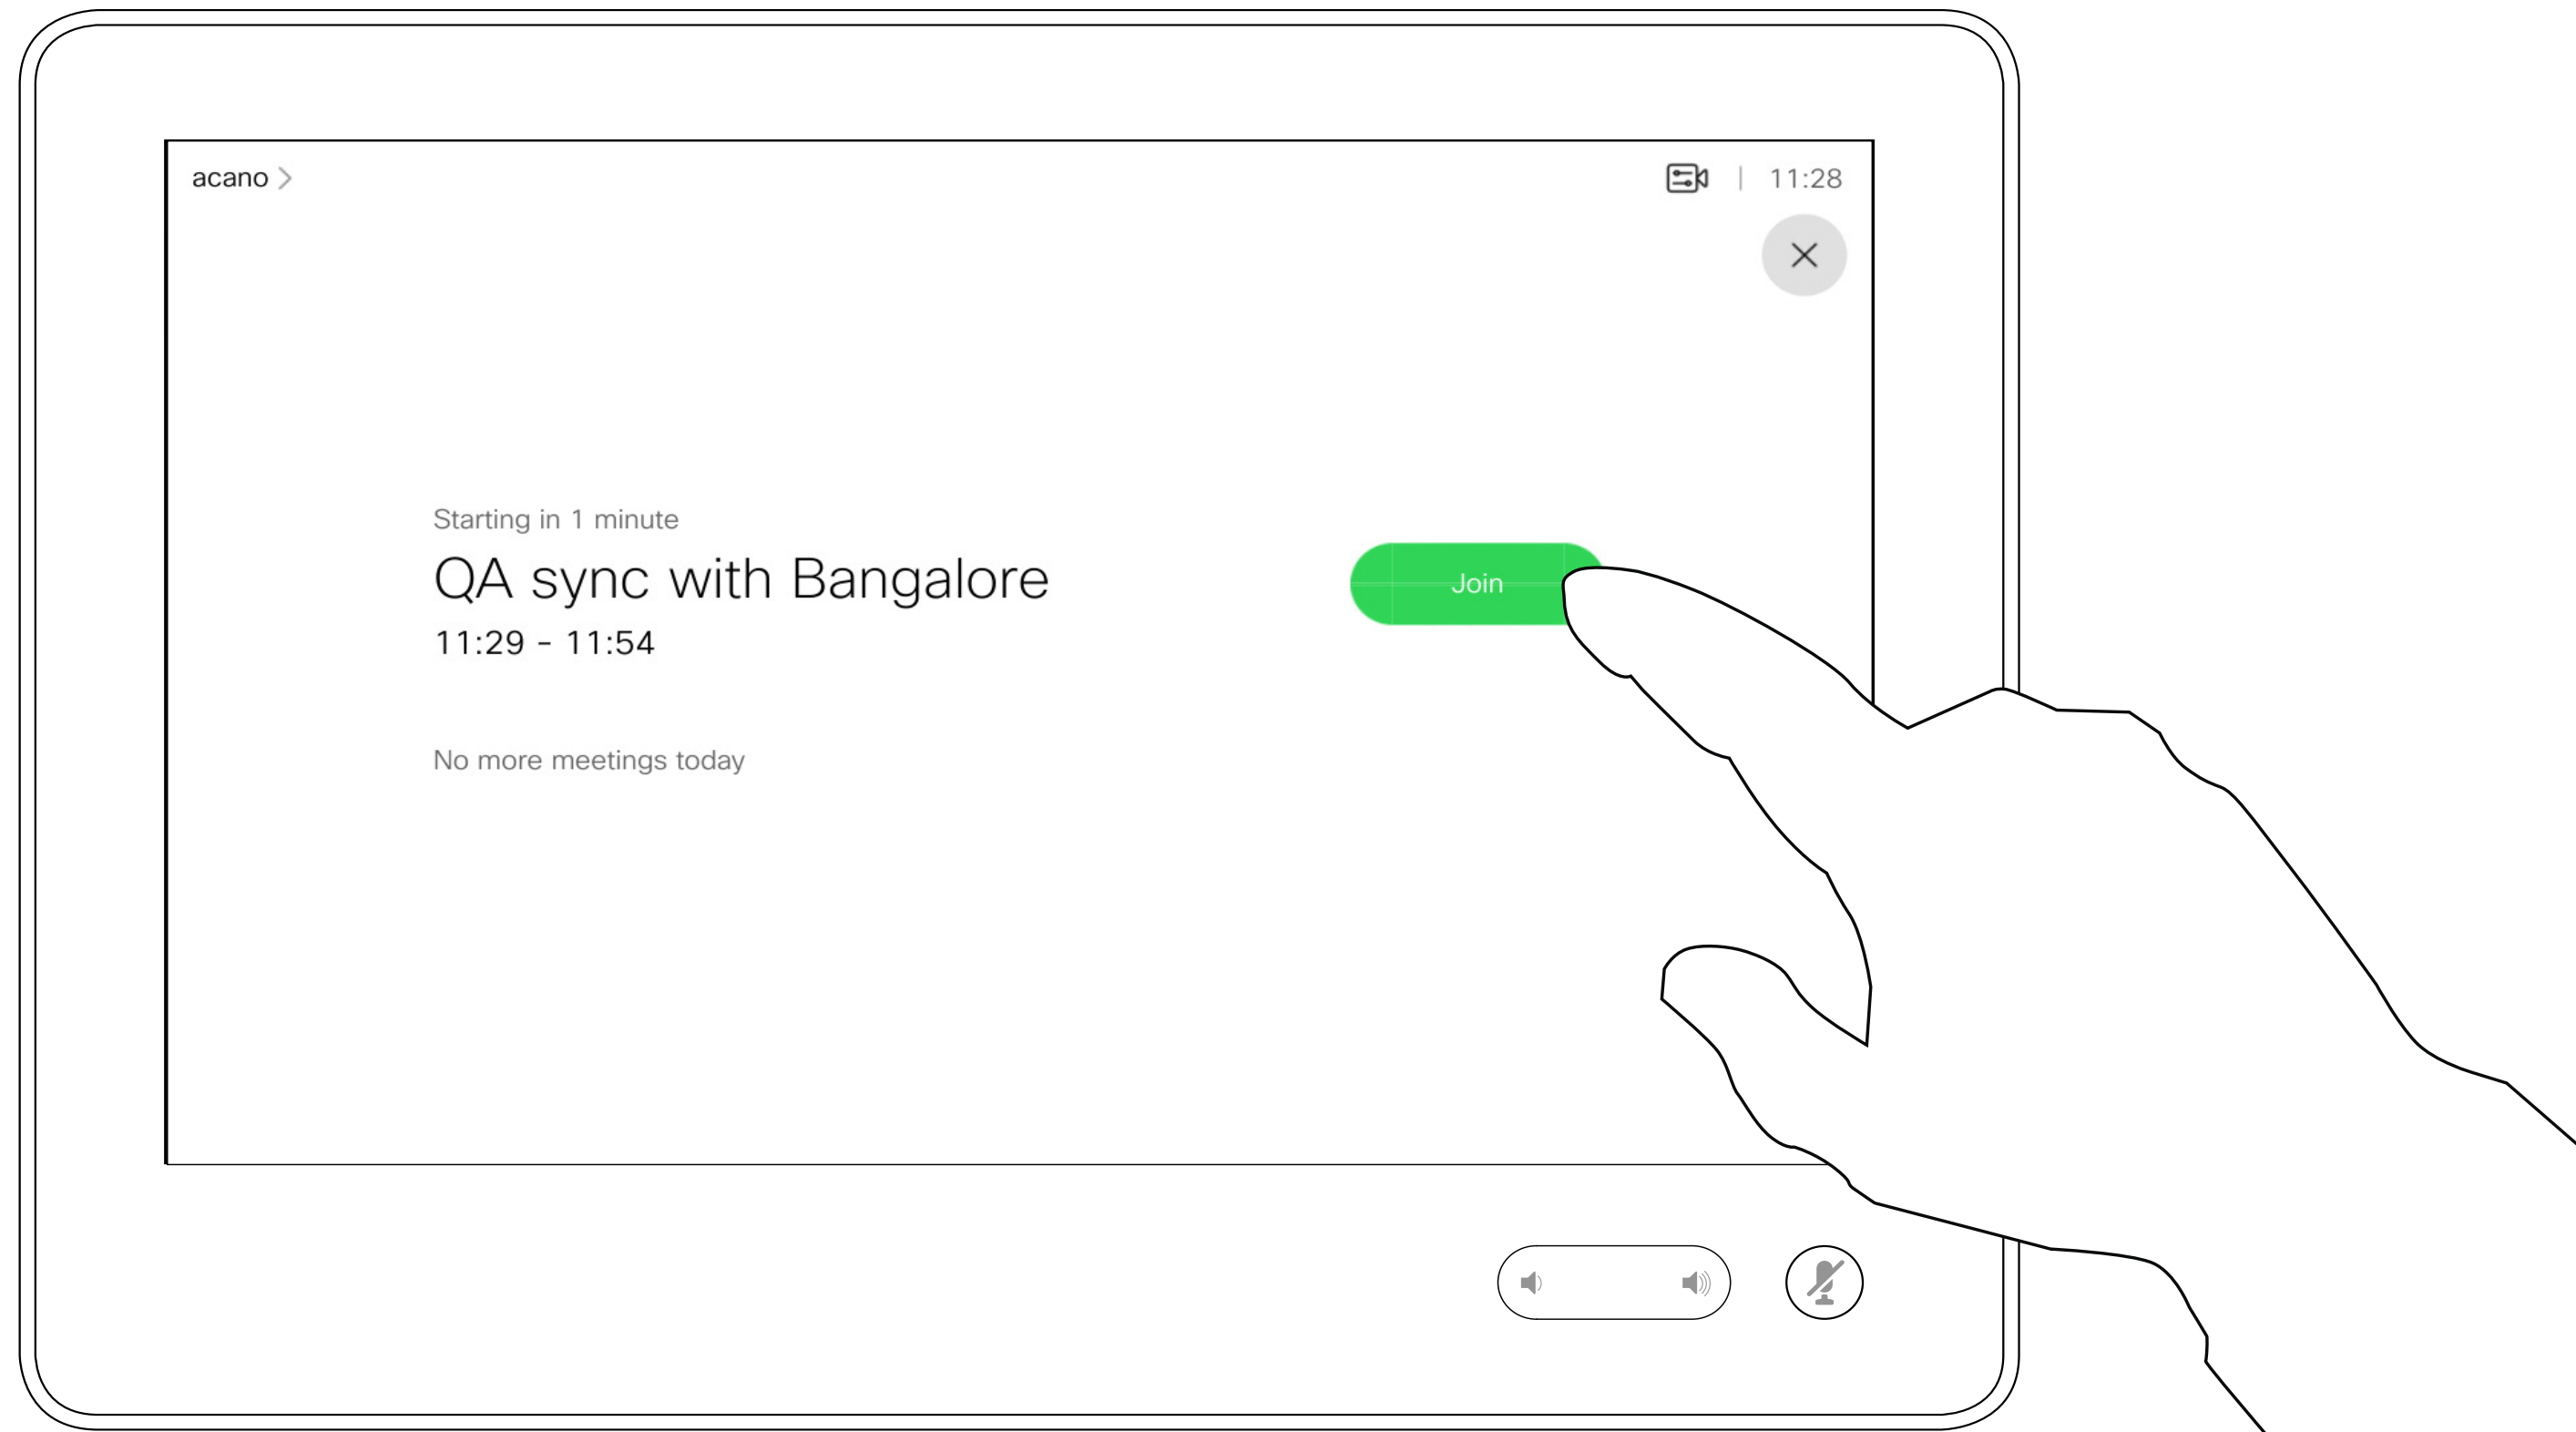 acano
11:28
Starting in 1 minute
QA sync with Bangalore
11:29 - 11:54
Join
No more meetings today